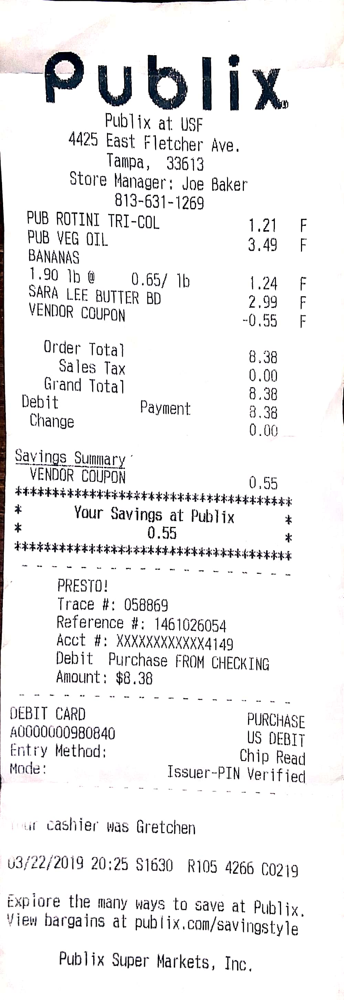 Publix
Publix at USF
4425 East Fletcher Ave.
Tampa, 33613
Store Manager: Joe Baker
813-631-1269
PUB ROTINI TRI-COL 1.21 F
PUB VEG OIL 3.49 F
BANANAS
1.90 lb @ 0.65/ lb 1.24 F
SARA LEE BUTTER BD 2.99 F
VENDOR COUPON -0.55 F
Order Total 8.38
Sales Tax 0.00
Grand Total 8.38
Debit Payment 8.38
Change 0.00
Savings Summary
VENDOR COUPON 0.55
*************************************
* Your Savings at Publix *
* 0.55 *
*************************************
- - - - - - - - - - - - - - - - - - -
PRESTO!
Trace #: 058869
Reference #: 1461026054
Acct #: XXXXXXXXXXXX4149
Debit Purchase FROM CHECKING
Amount: $8.38
- - - - - - - - - - - - - - - - - - -
DEBIT CARD PURCHASE
A0000000980840 US DEBIT
Entry Method: Chip Read
Mode: Issuer-PIN Verified
- - - - - - - - - - - - - -
Your cashier was Gretchen
03/22/2019 20:25 S1630 R105 4266 C0219
Explore the many ways to save at Publix.
View bargains at publix.com/savingstyle
Publix Super Markets, Inc.